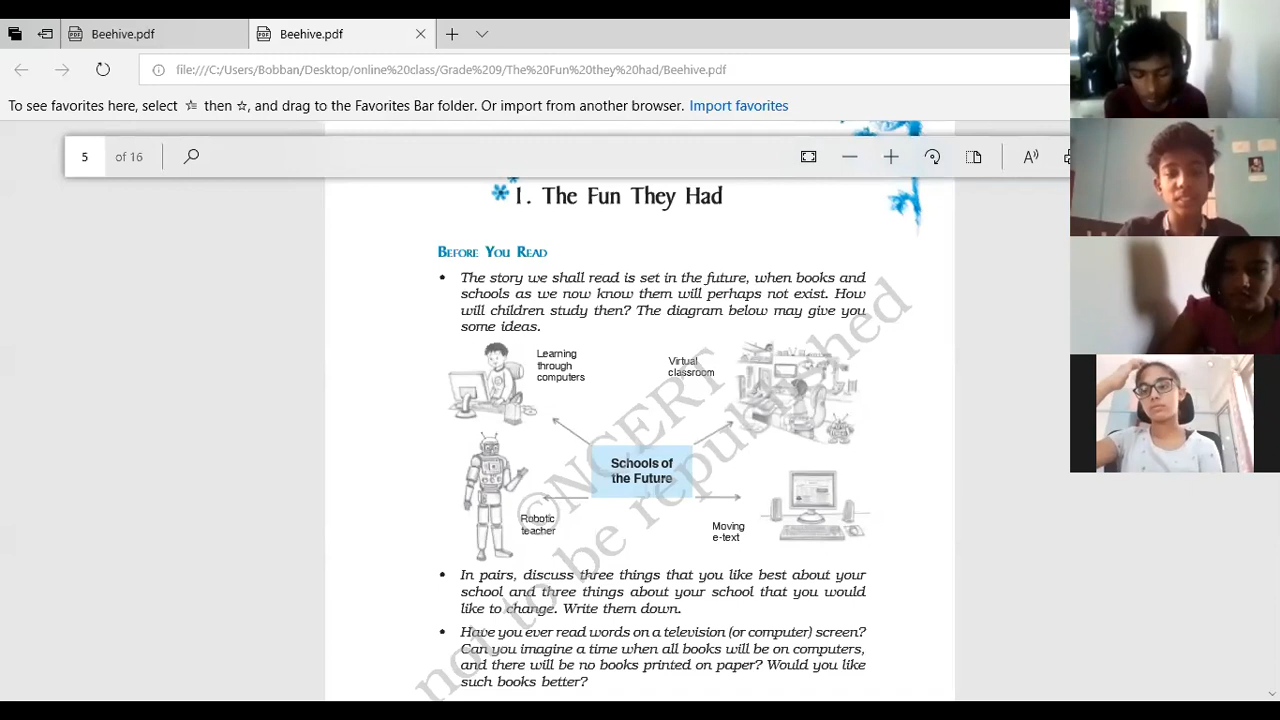 Beehive.pdf
Beehive.pdf
file:///C:/Users/Bobban/Desktop/online%20class/Grade%209/The%20Fun%20they%20had/Beehive.pdf
To see favorites here, select ☆ then ☆, and drag to the Favorites Bar folder. Or import from another browser. Import favorites
5 of 16
1. The Fun They Had
BEFORE YOU READ
• The story we shall read is set in the future, when books and
schools as we now know them will perhaps not exist. How
will children study then? The diagram below may give you
some ideas.
Learning
through
computers
Virtual
classroom
Schools of
the Future
Robotic
teacher
Moving
e-text
• In pairs, discuss three things that you like best about your
school and three things about your school that you would
like to change. Write them down.
• Have you ever read words on a television (or computer) screen?
Can you imagine a time when all books will be on computers,
and there will be no books printed on paper? Would you like
such books better?
©NCERT
not to be republished